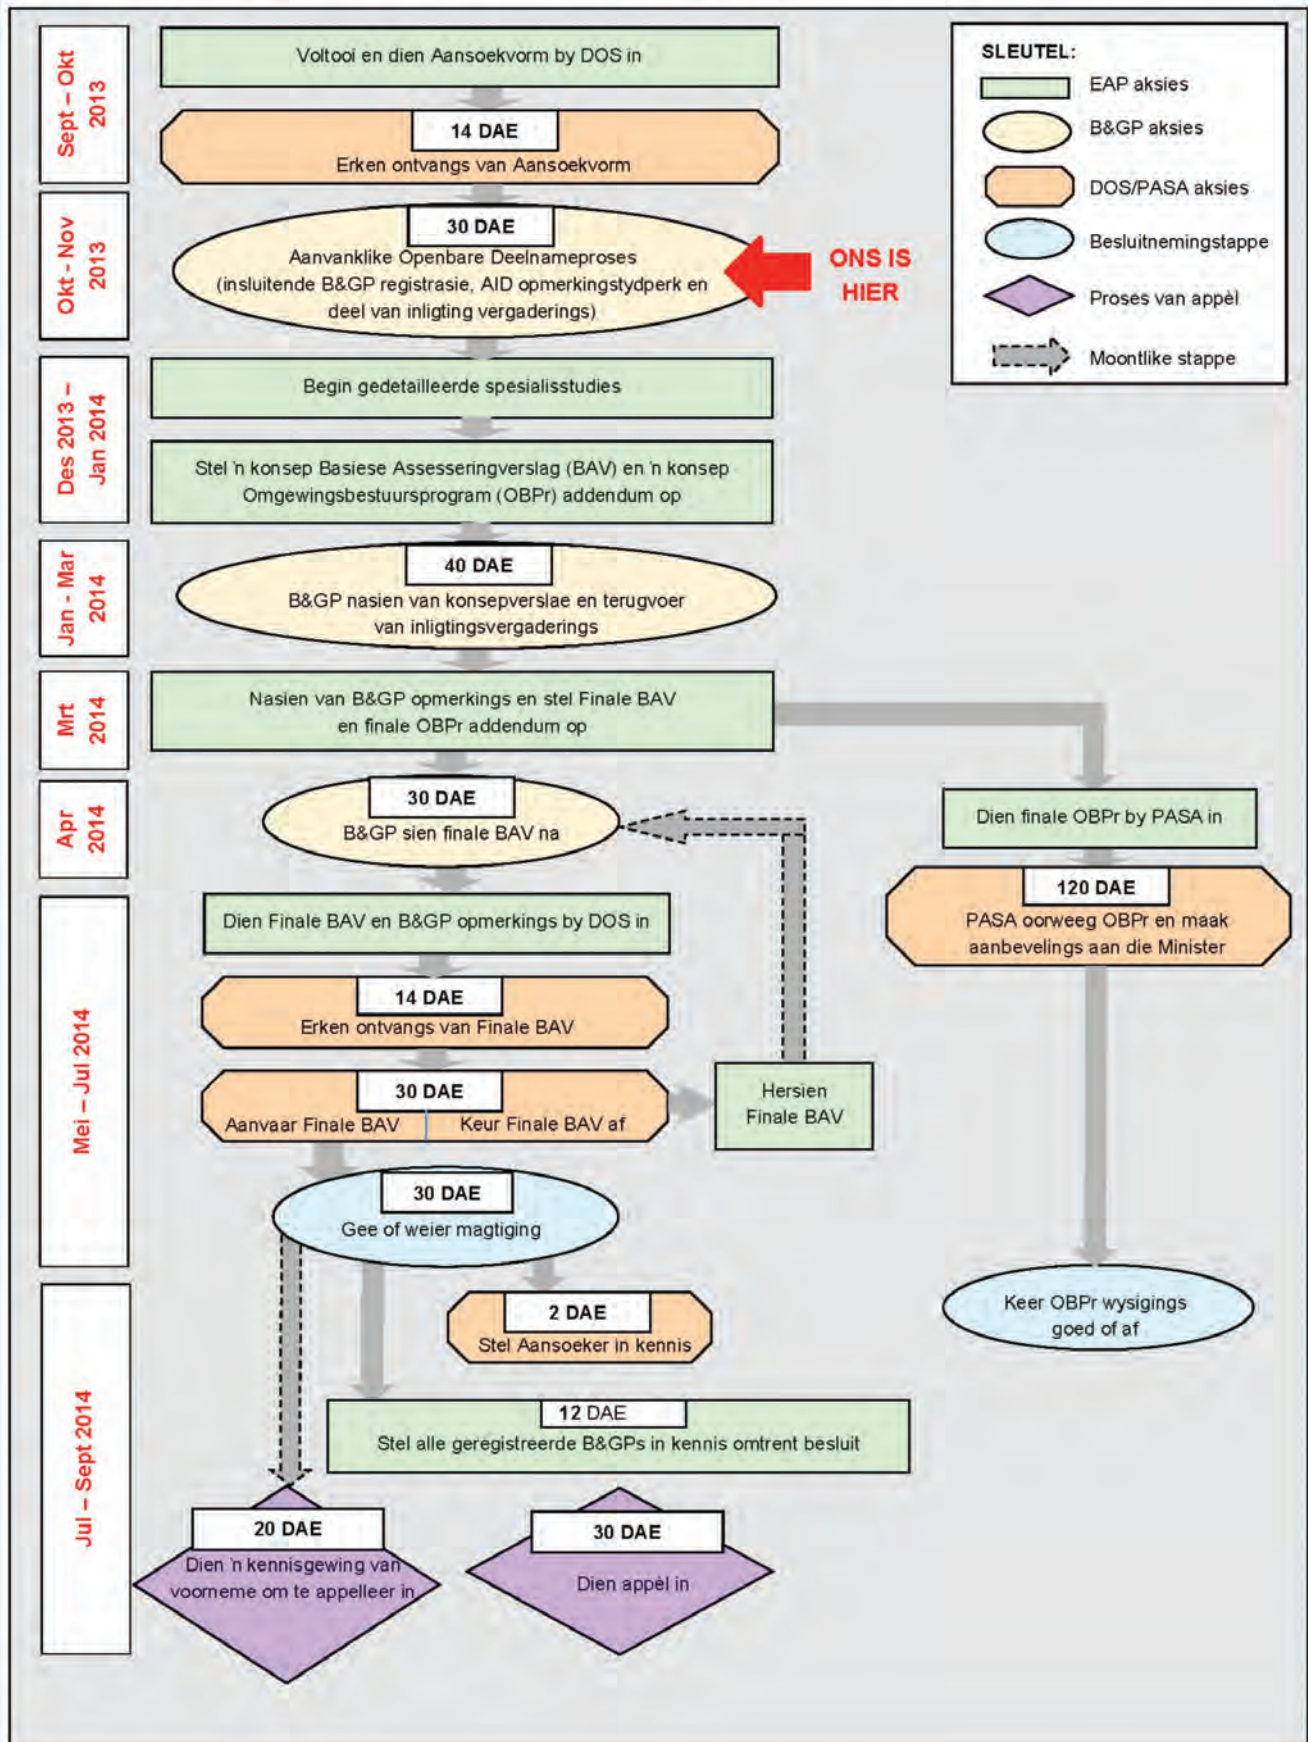 Sept – Okt
2013
Voltooi en dien Aansoekvorm by DOS in
14 DAE
Erken ontvangs van Aansoekvorm
SLEUTEL:
EAP aksies
B&GP aksies
DOS/PASA aksies
Besluitnemingstappe
Proses van appèl
Moontlike stappe
Okt - Nov
2013
30 DAE
Aanvanklike Openbare Deelnameproses
(insluitende B&GP registrasie, AID opmerkingstydperk en
deel van inligting vergaderings)
ONS IS
HIER
Des 2013 –
Jan 2014
Begin gedetailleerde spesialisstudies
Stel 'n konsep Basiese Assesseringverslag (BAV) en 'n konsep
Omgewingsbestuursprogram (OBPr) addendum op
Jan - Mar
2014
40 DAE
B&GP nasien van konsepverslae en terugvoer
van inligtingsvergaderings
Mrt
2014
Nasien van B&GP opmerkings en stel Finale BAV
en finale OBPr addendum op
Apr
2014
30 DAE
B&GP sien finale BAV na
Dien finale OBPr by PASA in
120 DAE
PASA oorweeg OBPr en maak
aanbevelings aan die Minister
Mei – Jul 2014
Dien Finale BAV en B&GP opmerkings by DOS in
14 DAE
Erken ontvangs van Finale BAV
30 DAE
Aanvaar Finale BAV
Keur Finale BAV af
Hersien
Finale BAV
30 DAE
Gee of weier magtiging
Keer OBPr wysigings
goed of af
Jul – Sept 2014
2 DAE
Stel Aansoeker in kennis
12 DAE
Stel alle geregistreerde B&GPs in kennis omtrent besluit
20 DAE
Dien 'n kennisgewing van
voorneme om te appelleer in
30 DAE
Dien appèl in